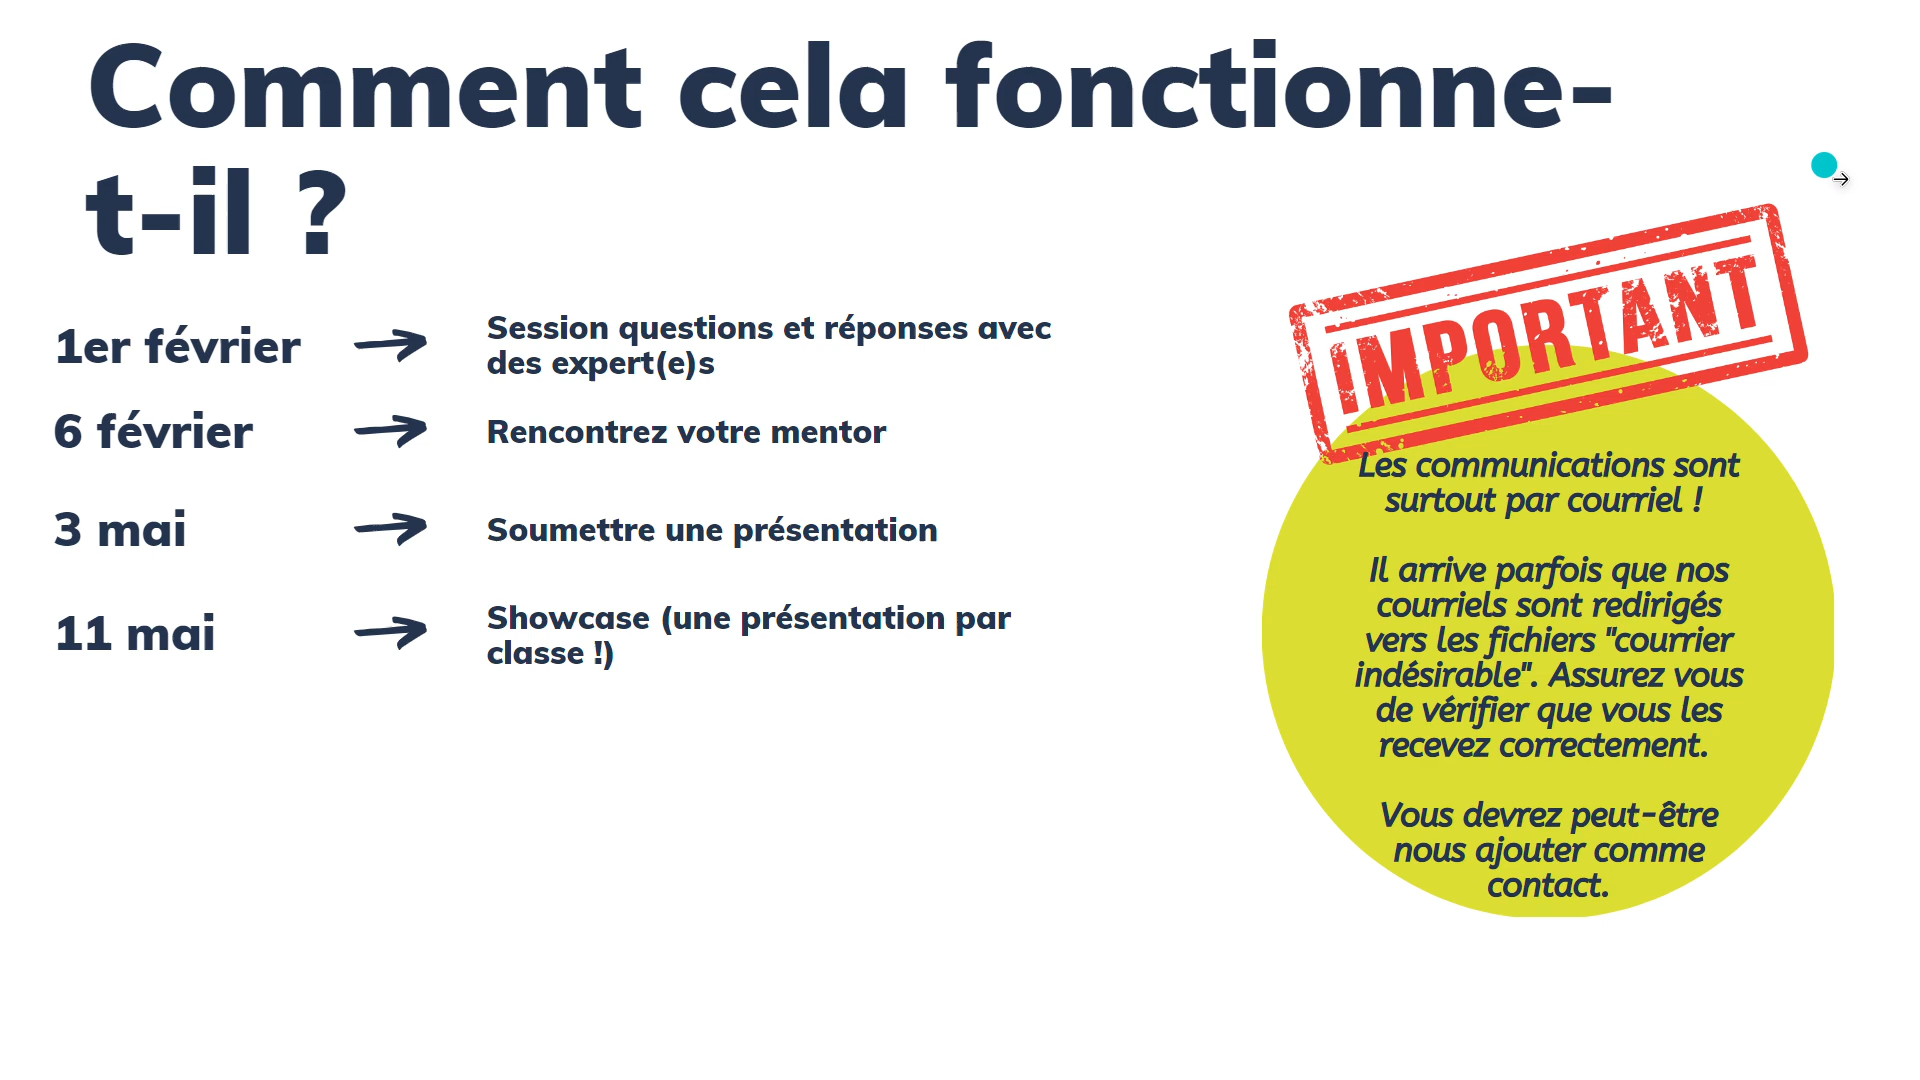 Comment cela fonctionne-
t-il ?
1er février
Session questions et réponses avec
des expert(e)s
6 février
Rencontrez votre mentor
3 mai
Soumettre une présentation
11 mai
Showcase (une présentation par
classe !)
IMPORTANT
Les communications sont
surtout par courriel !
Il arrive parfois que nos
courriels sont redirigés
vers les fichiers "courrier
indésirable". Assurez vous
de vérifier que vous les
recevez correctement.
Vous devrez peut-être
nous ajouter comme
contact.